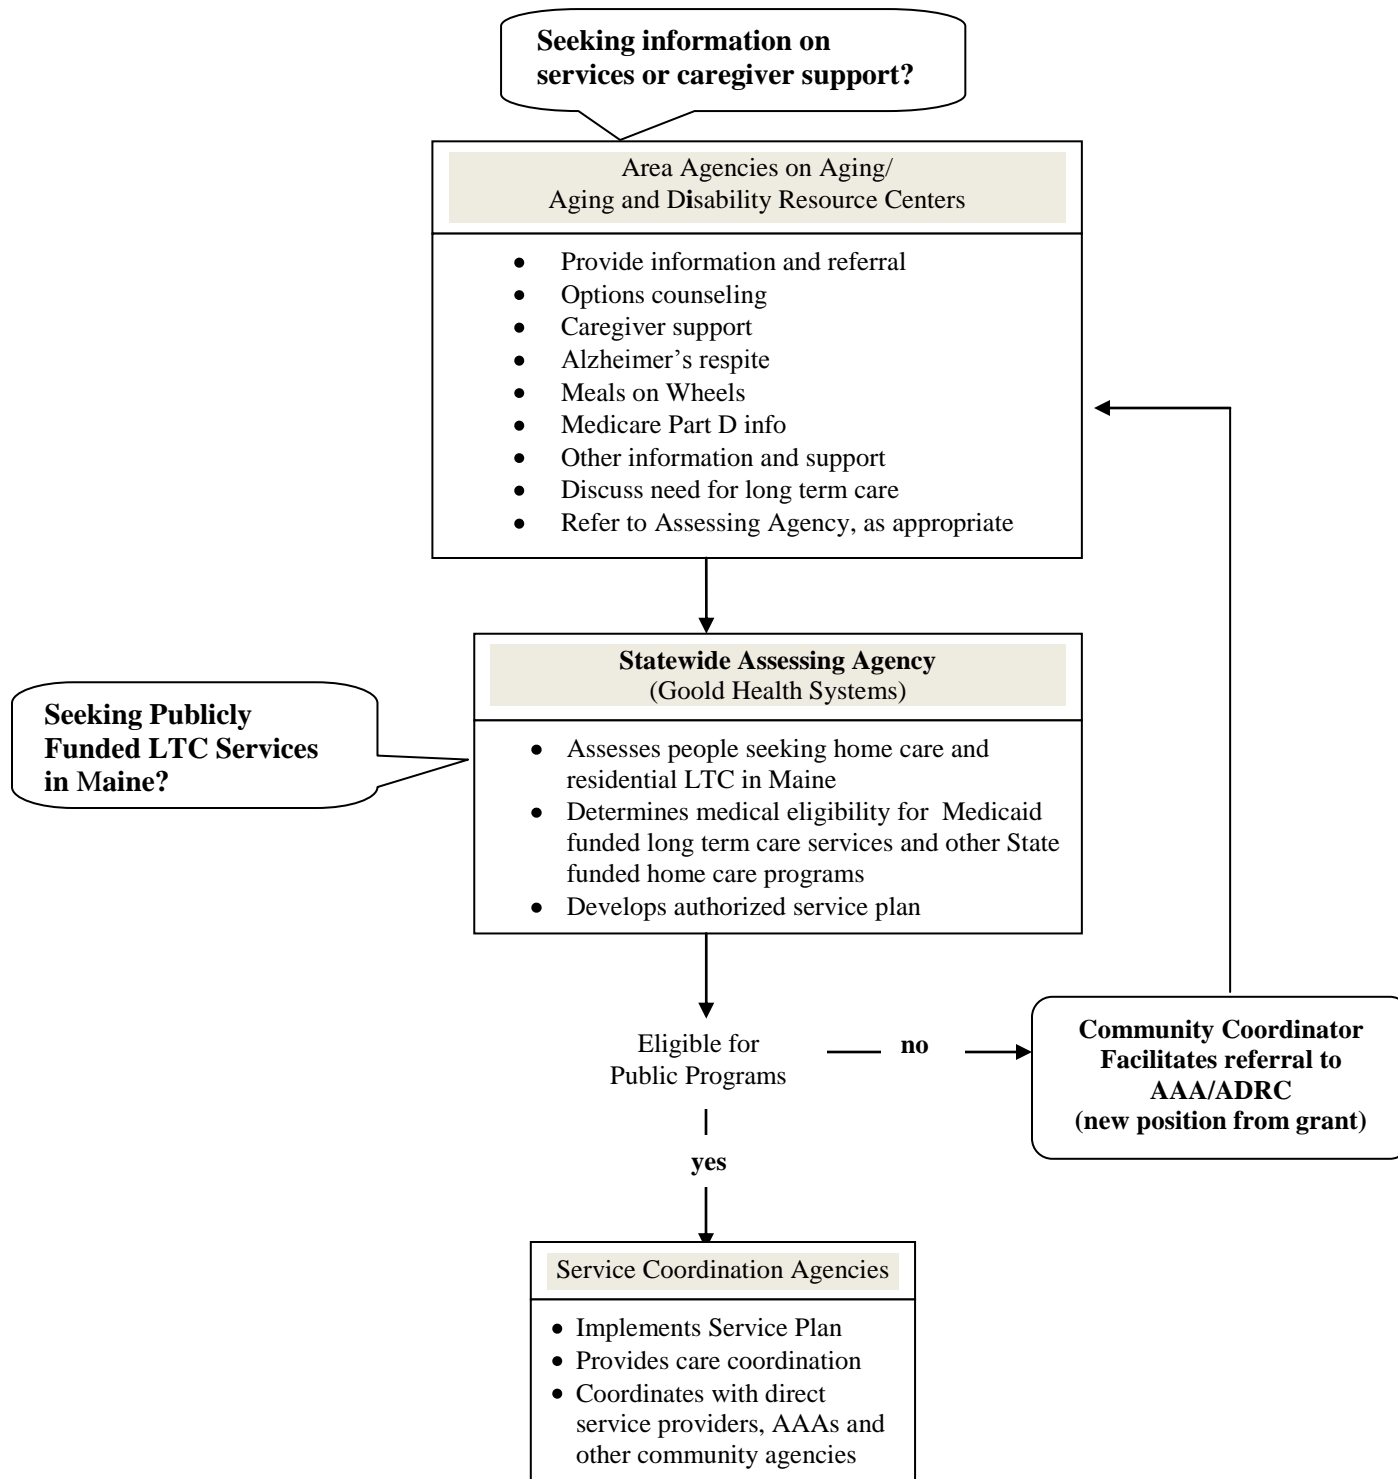 Seeking information on
services or caregiver support?
Area Agencies on Aging/
Aging and Disability Resource Centers
• Provide information and referral
• Options counseling
• Caregiver support
• Alzheimer’s respite
• Meals on Wheels
• Medicare Part D info
• Other information and support
• Discuss need for long term care
• Refer to Assessing Agency, as appropriate
Statewide Assessing Agency
(Goold Health Systems)
Seeking Publicly
Funded LTC Services
in Maine?
• Assesses people seeking home care and
residential LTC in Maine
• Determines medical eligibility for Medicaid
funded long term care services and other State
funded home care programs
• Develops authorized service plan
Eligible for
Public Programs
no
Community Coordinator
Facilitates referral to
AAA/ADRC
(new position from grant)
yes
Service Coordination Agencies
• Implements Service Plan
• Provides care coordination
• Coordinates with direct
service providers, AAAs and
other community agencies